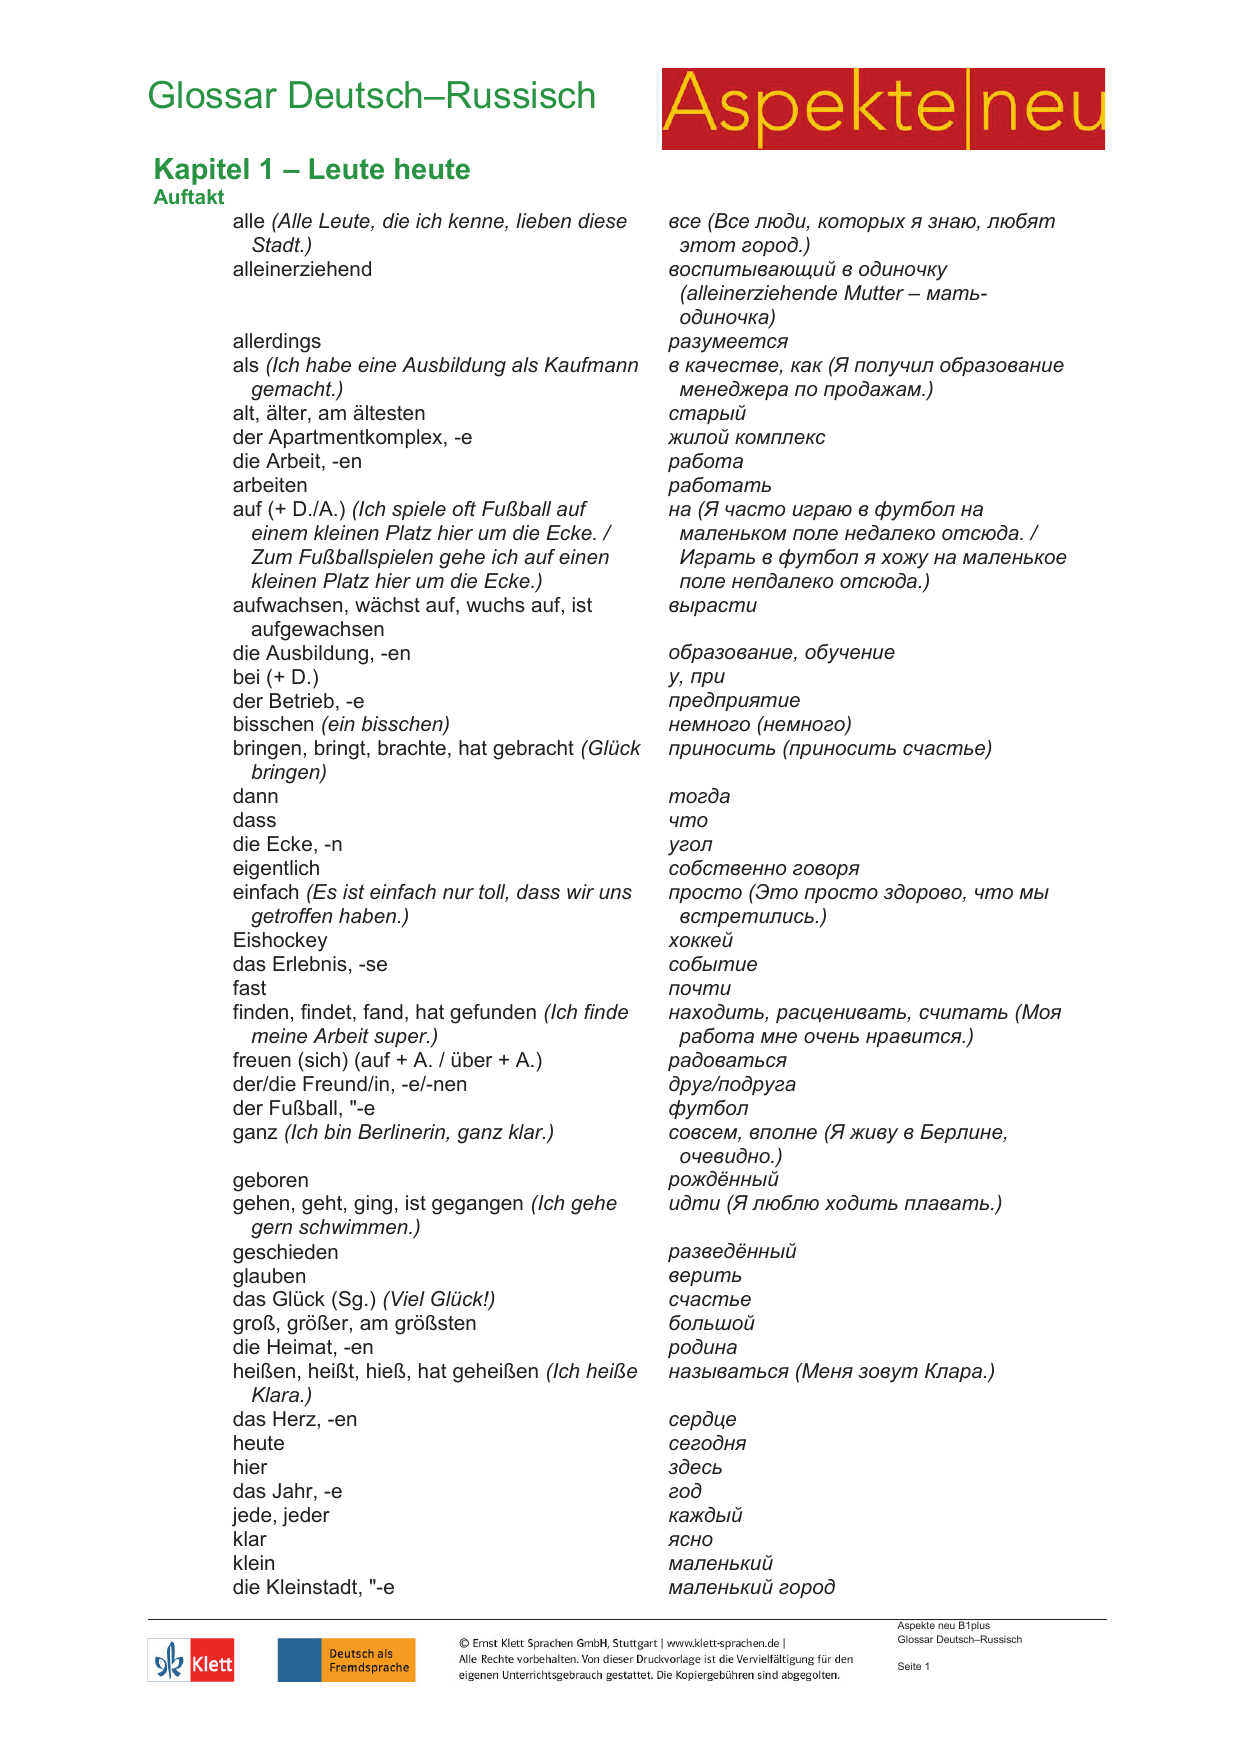 Glossar Deutsch–Russisch
Aspekte|neu
Kapitel 1 – Leute heute
Auftakt
alle (Alle Leute, die ich kenne, lieben diese
Stadt.)
все (Все люди, которых я знаю, любят
этот город.)
alleinerziehend
воспитывающий в одиночку
(alleinerziehende Mutter – мать-
одиночка)
allerdings
разумеется
als (Ich habe eine Ausbildung als Kaufmann
gemacht.)
в качестве, как (Я получил образование
менеджера по продажам.)
alt, älter, am ältesten
старый
der Apartmentkomplex, -e
жилой комплекс
die Arbeit, -en
работа
arbeiten
работать
auf (+ D./A.) (Ich spiele oft Fußball auf
einem kleinen Platz hier um die Ecke. /
Zum Fußballspielen gehe ich auf einen
kleinen Platz hier um die Ecke.)
на (Я часто играю в футбол на
маленьком поле недалеко отсюда. /
Играть в футбол я хожу на маленькое
поле непдалеко отсюда.)
aufwachsen, wächst auf, wuchs auf, ist
aufgewachsen
вырасти
die Ausbildung, -en
образование, обучение
bei (+ D.)
у, при
der Betrieb, -e
предприятие
bisschen (ein bisschen)
немного (немного)
bringen, bringt, brachte, hat gebracht (Glück
bringen)
приносить (приносить счастье)
dann
тогда
dass
что
die Ecke, -n
угол
eigentlich
собственно говоря
einfach (Es ist einfach nur toll, dass wir uns
getroffen haben.)
просто (Это просто здорово, что мы
встретились.)
Eishockey
хоккей
das Erlebnis, -se
событие
fast
почти
finden, findet, fand, hat gefunden (Ich finde
meine Arbeit super.)
находить, расценивать, считать (Моя
работа мне очень нравится.)
freuen (sich) (auf + A. / über + A.)
радоваться
der/die Freund/in, -e/-nen
друг/подруга
der Fußball, "-e
футбол
ganz (Ich bin Berlinerin, ganz klar.)
совсем, вполне (Я живу в Берлине,
очевидно.)
geboren
рождённый
gehen, geht, ging, ist gegangen (Ich gehe
gern schwimmen.)
идти (Я люблю ходить плавать.)
geschieden
разведённый
glauben
верить
das Glück (Sg.) (Viel Glück!)
счастье
groß, größer, am größsten
большой
die Heimat, -en
родина
heißen, heißt, hieß, hat geheißen (Ich heiße
Klara.)
называться (Меня зовут Клара.)
das Herz, -en
сердце
heute
сегодня
hier
здесь
das Jahr, -e
год
jede, jeder
каждый
klar
ясно
klein
маленький
die Kleinstadt, "-e
маленький город
Klett
Deutsch als
Fremdsprache
© Ernst Klett Sprachen GmbH, Stuttgart | www.klett-sprachen.de |
Alle Rechte vorbehalten. Von dieser Druckvorlage ist die Vervielfältigung für den
eigenen Unterrichtsgebrauch gestattet. Die Kopiergebühren sind abgegolten.
Aspekte neu B1plus
Glossar Deutsch–Russisch
Seite 1